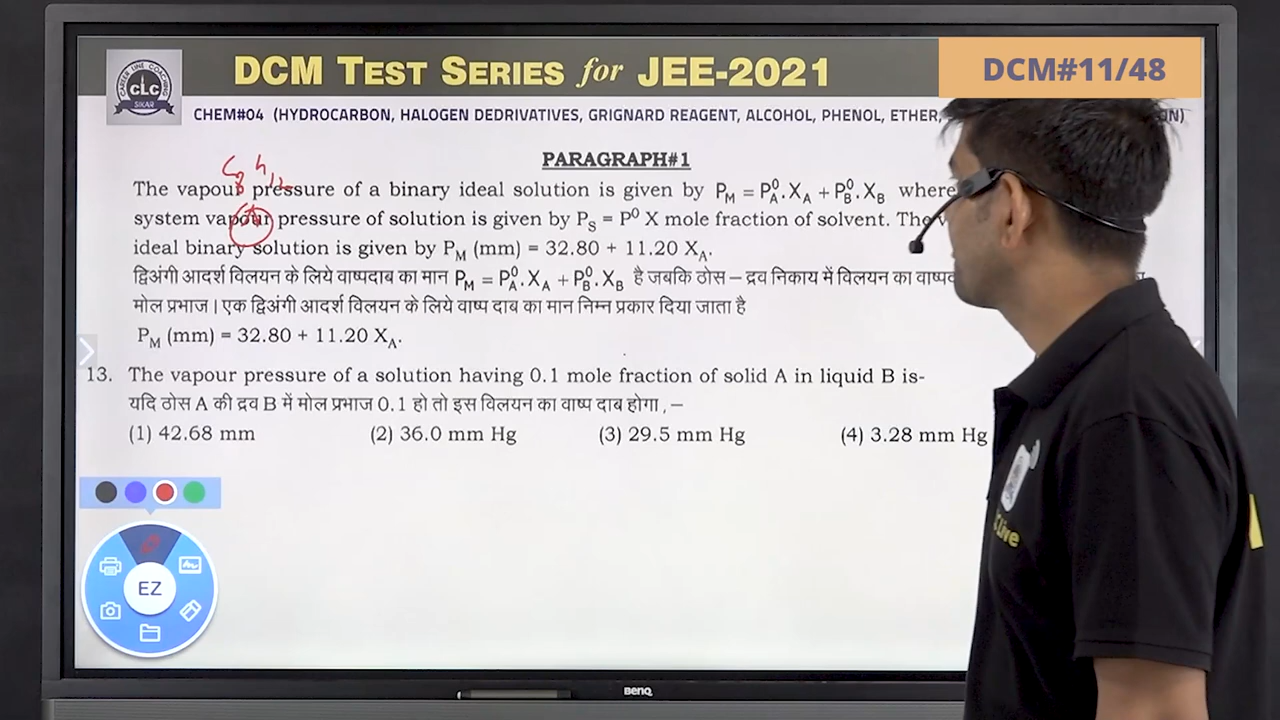 DCM TEST SERIES for JEE-2021
DCM#11/48
CLC
SIKAR
CHEM#04 (HYDROCARBON, HALOGEN DEDRIVATIVES, GRIGNARD REAGENT, ALCOHOL, PHENOL, ETHER,
PARAGRAPH#1
The vapour pressure of a binary ideal solution is given by P_M = P_A^0.X_A + P_B^0.X_B where
system vapour pressure of solution is given by P_S = P^0 X mole fraction of solvent. The
ideal binary solution is given by P_M (mm) = 32.80 + 11.20 X_A.
द्विअंगी आदर्श विलयन के लिये वाष्पदाब का मान P_M = P_A^0.X_A + P_B^0.X_B है जबकि ठोस – द्रव निकाय में विलयन का
मोल प्रभाज। एक द्विअंगी आदर्श विलयन के लिये वाष्प दाब का मान निम्न प्रकार दिया जाता है
P_M (mm) = 32.80 + 11.20 X_A.
13. The vapour pressure of a solution having 0.1 mole fraction of solid A in liquid B is-
यदि ठोस A की द्रव B में मोल प्रभाज 0.1 हो तो इस विलयन का वाष्प दाब होगा, –
(1) 42.68 mm (2) 36.0 mm Hg (3) 29.5 mm Hg (4) 3.28 mm Hg
EZ
BenQ
Live